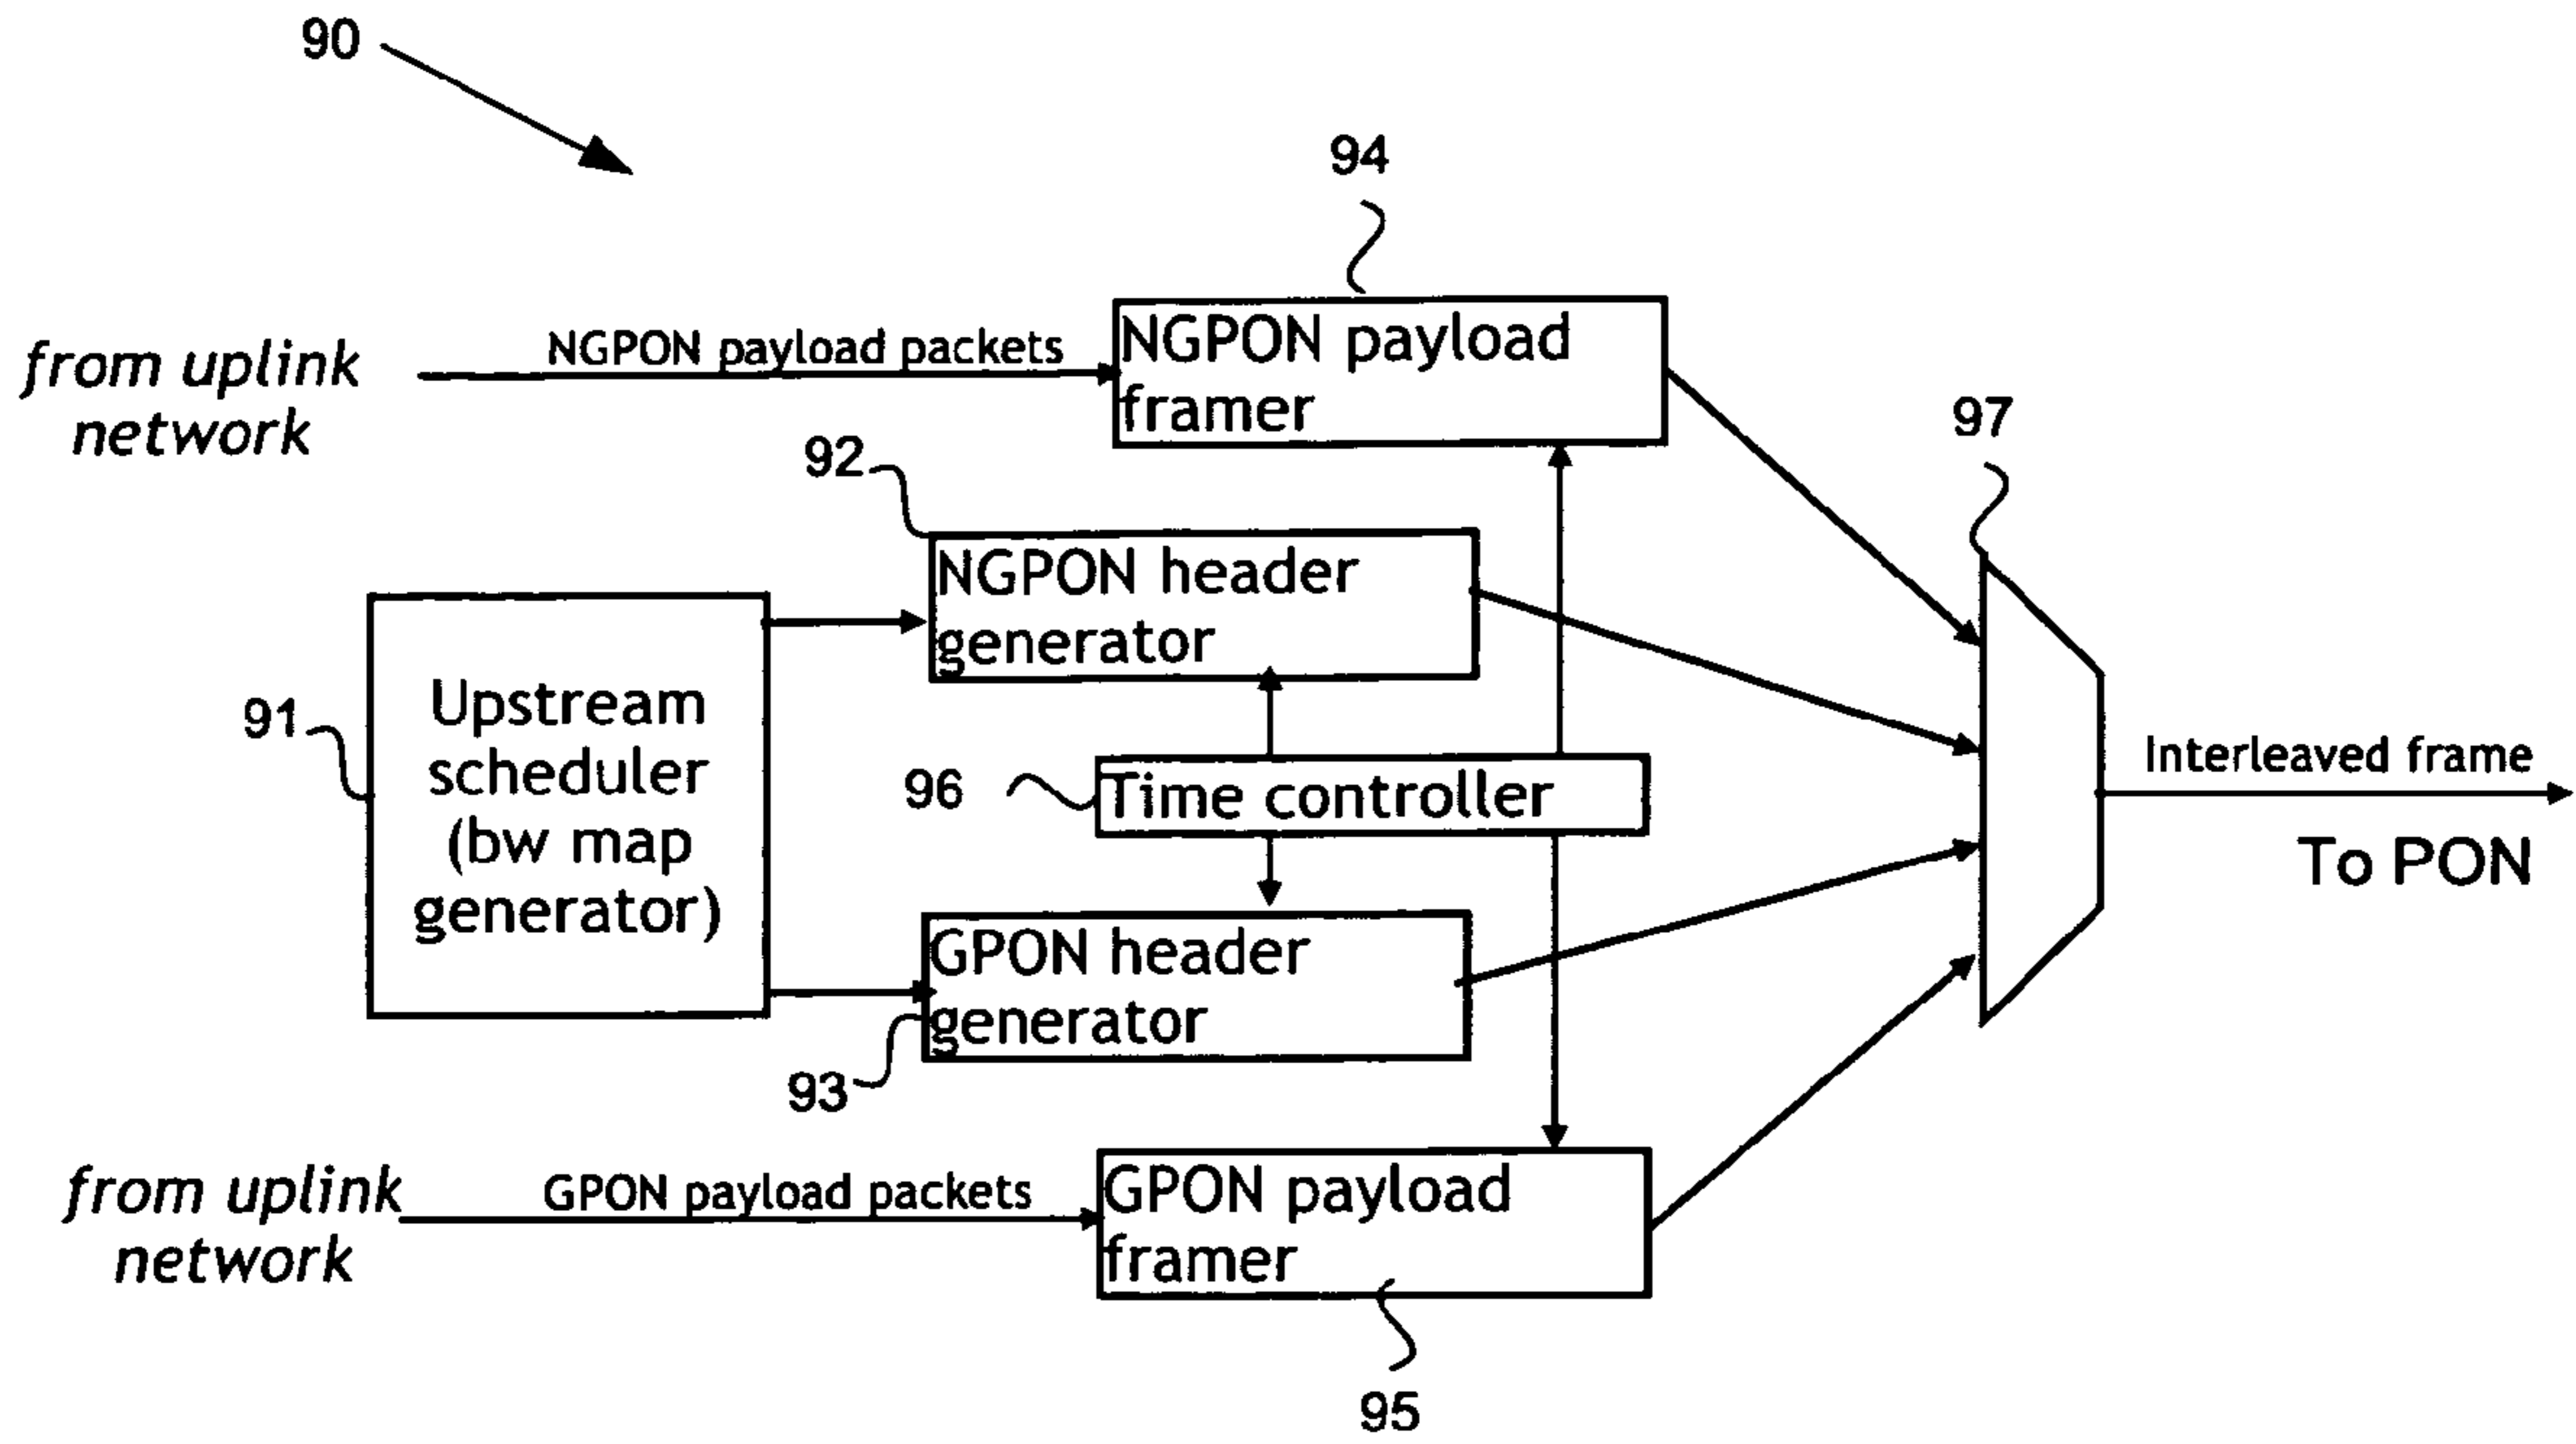 90
94
NGPON payload
framer
NGPON payload packets
from uplink
network
97
92
NGPON header
generator
91
Upstream
scheduler
(bw map
generator)
96
Time controller
Interleaved frame
To PON
GPON header
generator
93
from uplink
network
GPON payload packets
GPON payload
framer
95